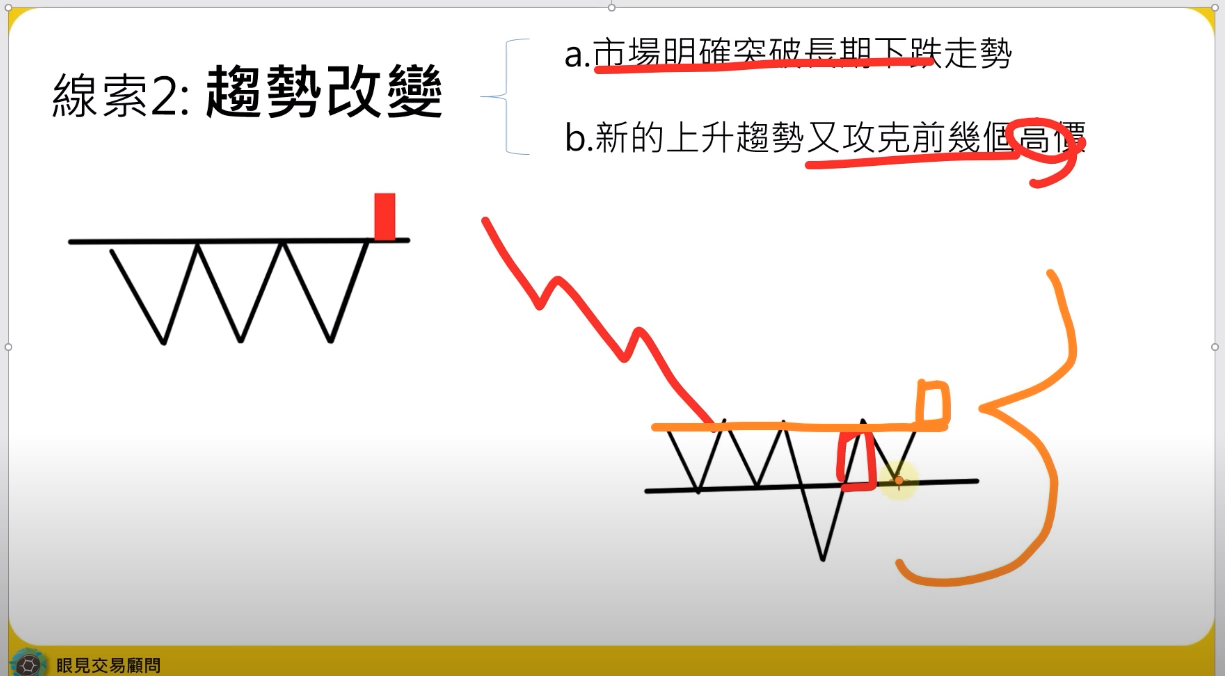 線索2: 趨勢改變
a.市場明確突破長期下跌走勢
b.新的上升趨勢又攻克前幾個高價
眼見交易顧問